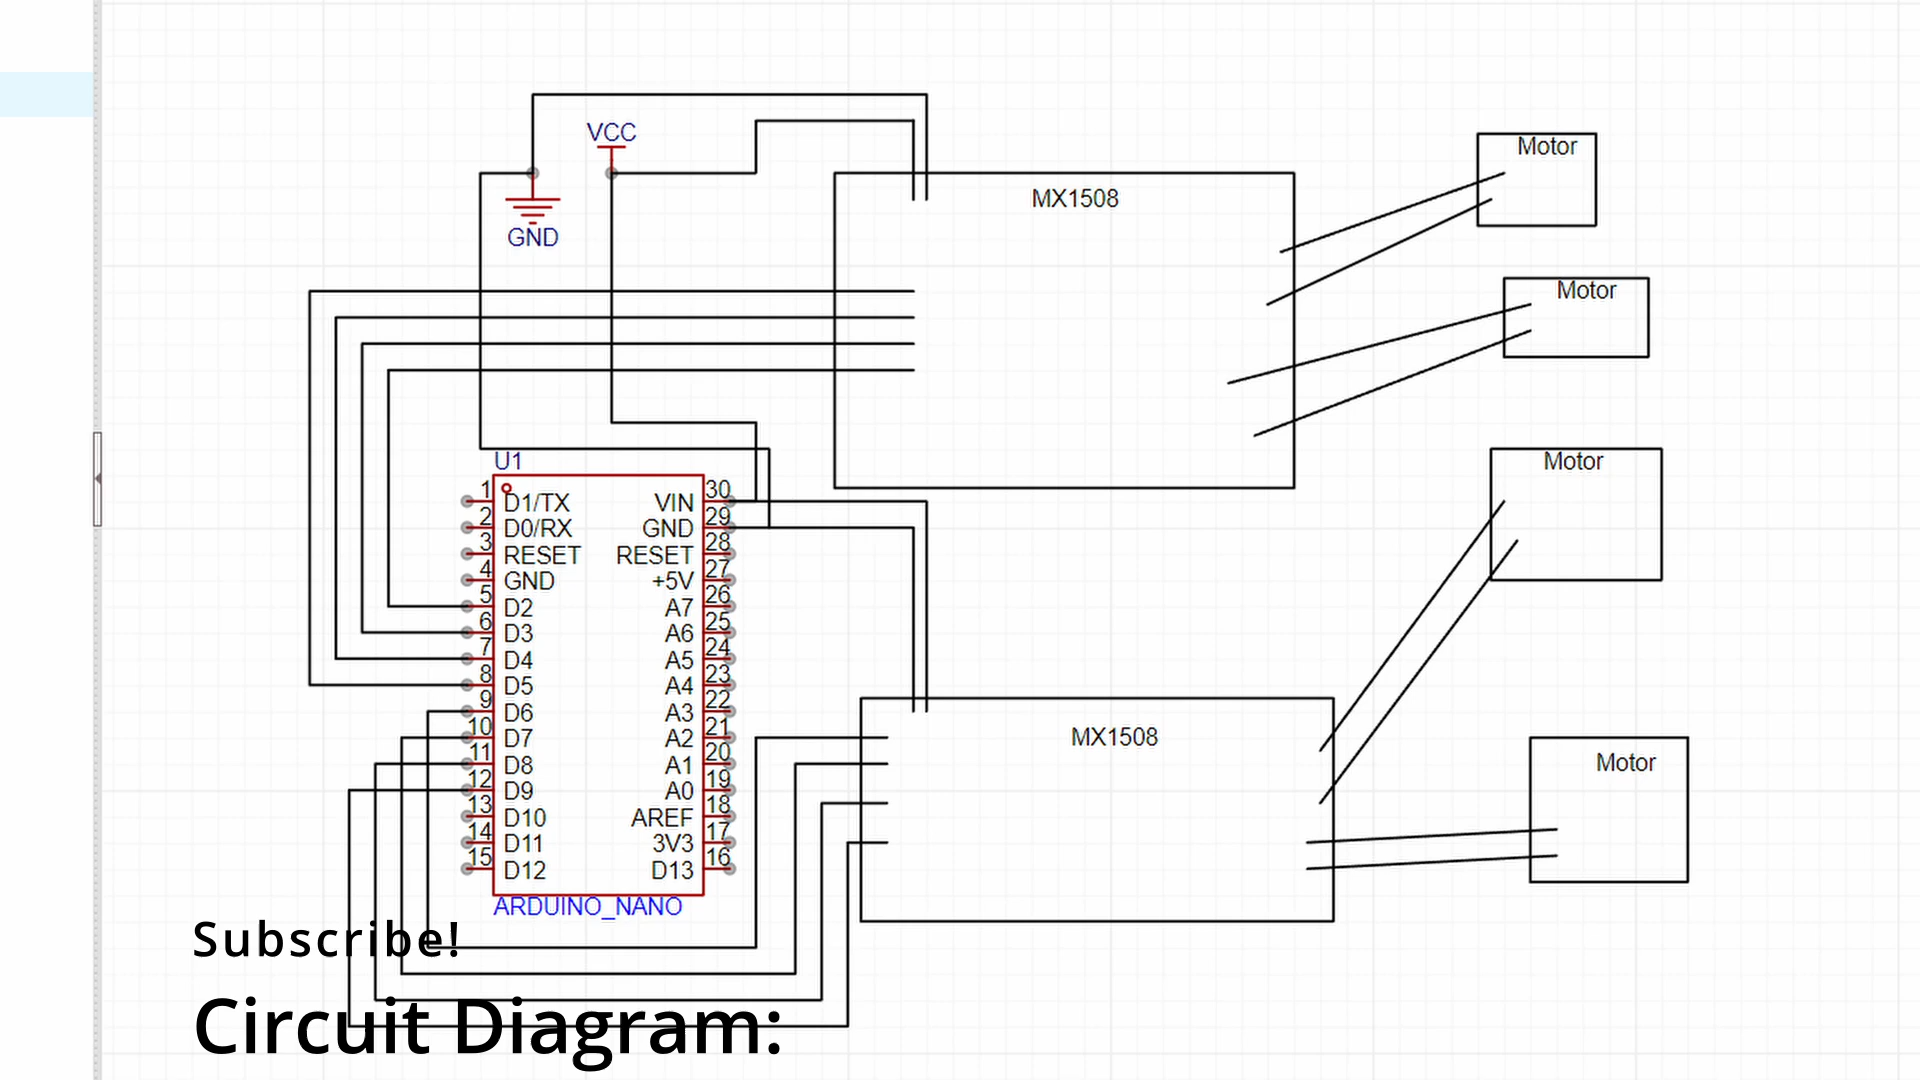 VCC
GND
MX1508
Motor
Motor
Motor
U1
1 D1/TX VIN 30
2 D0/RX GND 29
3 RESET RESET 28
4 GND +5V 27
5 D2 A7 26
6 D3 A6 25
7 D4 A5 24
8 D5 A4 23
9 D6 A3 22
10 D7 A2 21
11 D8 A1 20
12 D9 A0 19
13 D10 AREF 18
14 D11 3V3 17
15 D12 D13 16
ARDUINO_NANO
MX1508
Motor
Subscribe!
Circuit Diagram: